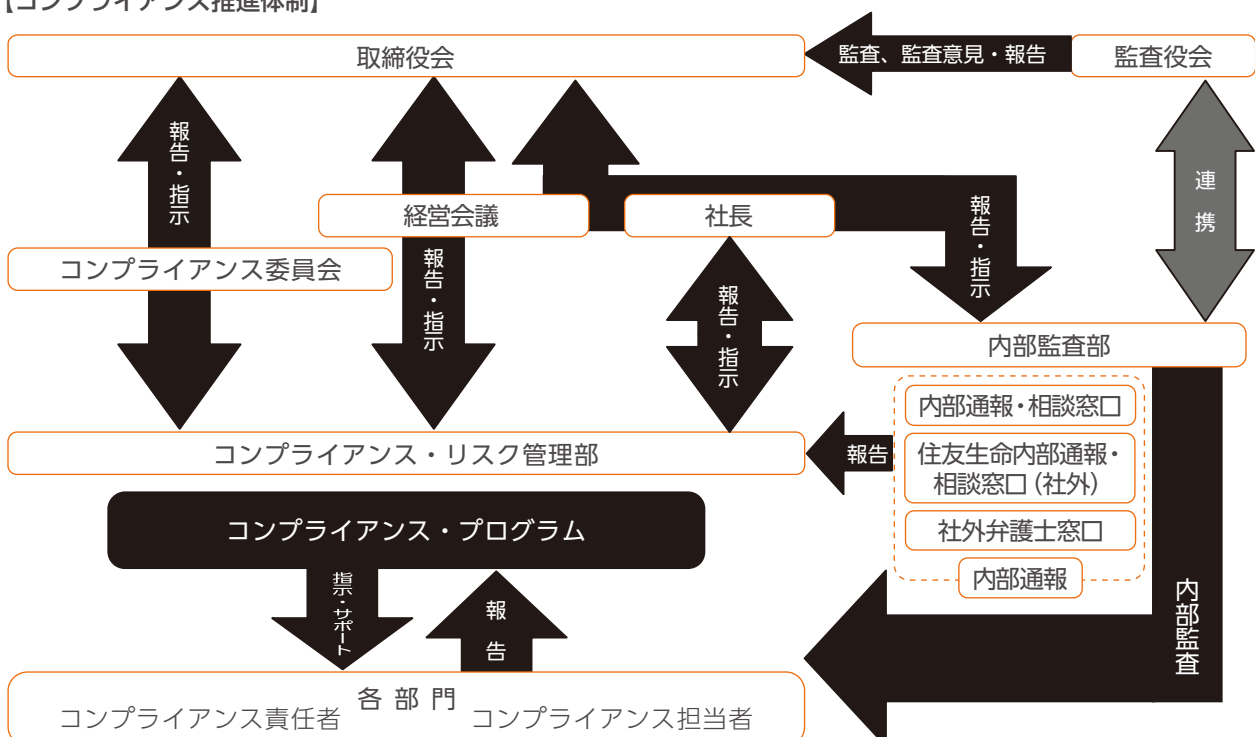 【コンプライアンス推進体制】
取締役会
監査、監査意見・報告
監査役会
報告・指示
連携
経営会議
社長
報告・指示
コンプライアンス委員会
報告・指示
報告・指示
内部監査部
内部通報・相談窓口
コンプライアンス・リスク管理部
報告
住友生命内部通報・
相談窓口（社外）
コンプライアンス・プログラム
社外弁護士窓口
内部通報
指示・サポート
報告
内部監査
各部門
コンプライアンス責任者
コンプライアンス担当者